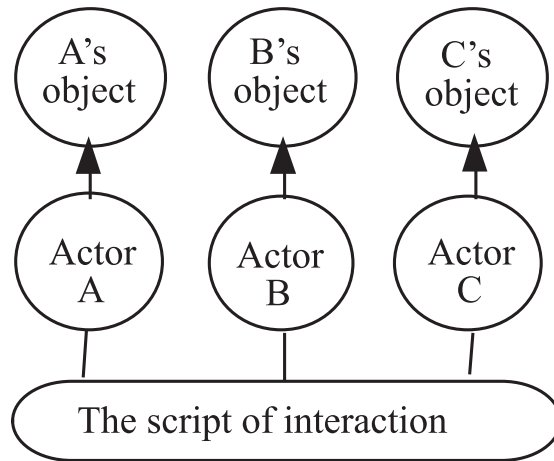 A's
object
B's
object
C's
object
Actor
A
Actor
B
Actor
C
The script of interaction